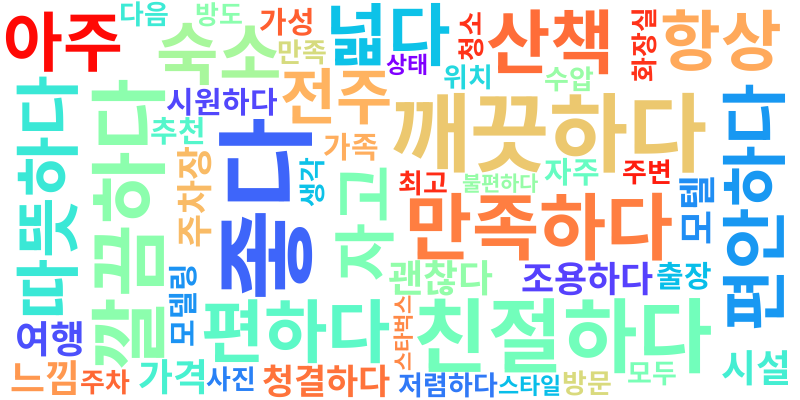 아주
다음
방도
가성
숙소
만족
넓다
청소
산책
화장실
항상
상태
위치
수압
시원하다
전주
추천
가족
깨끗하다
따뜻하다
깔끔하다
주차장
좋다
생각
자고
최고
불편하다
자주
주변
모텔
편안하다
만족하다
모델링
괜찮다
조용하다
출장
여행
편하다
스타벅스
친절하다
시설
느낌
주차
가격
사진
청결하다
저렴하다
스타일
방문
모두